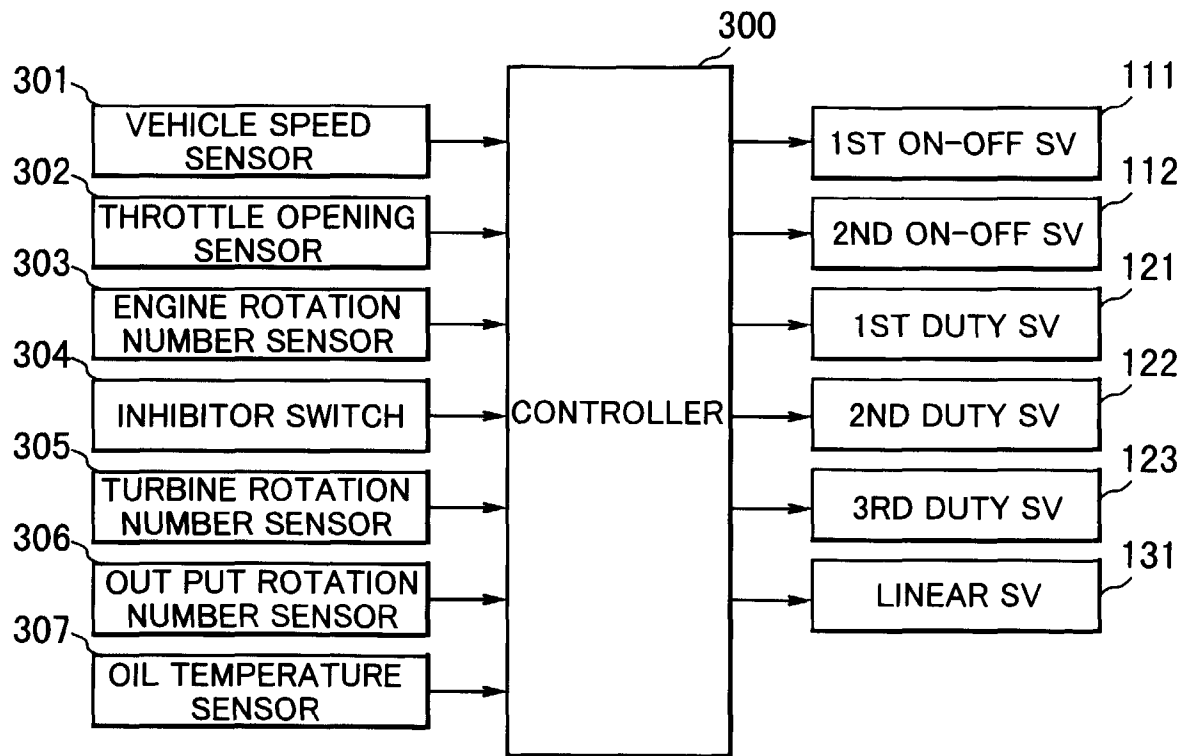 300
301
VEHICLE SPEED
SENSOR
302
THROTTLE OPENING
SENSOR
303
ENGINE ROTATION
NUMBER SENSOR
304
INHIBITOR SWITCH
305
TURBINE ROTATION
NUMBER SENSOR
306
OUT PUT ROTATION
NUMBER SENSOR
307
OIL TEMPERATURE
SENSOR
CONTROLLER
111
1ST ON-OFF SV
112
2ND ON-OFF SV
121
1ST DUTY SV
122
2ND DUTY SV
123
3RD DUTY SV
131
LINEAR SV